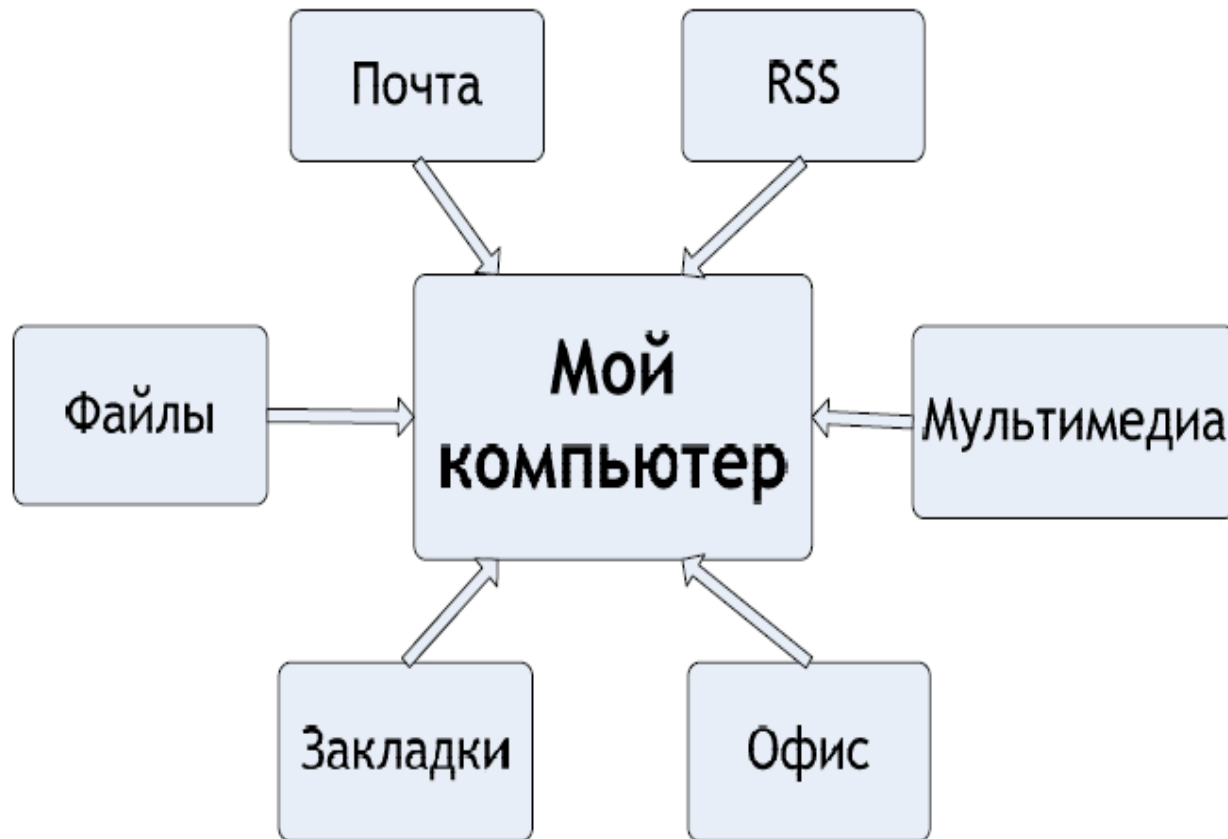 Почта
RSS
Файлы
Мой
компьютер
Мультимедиа
Закладки
Офис